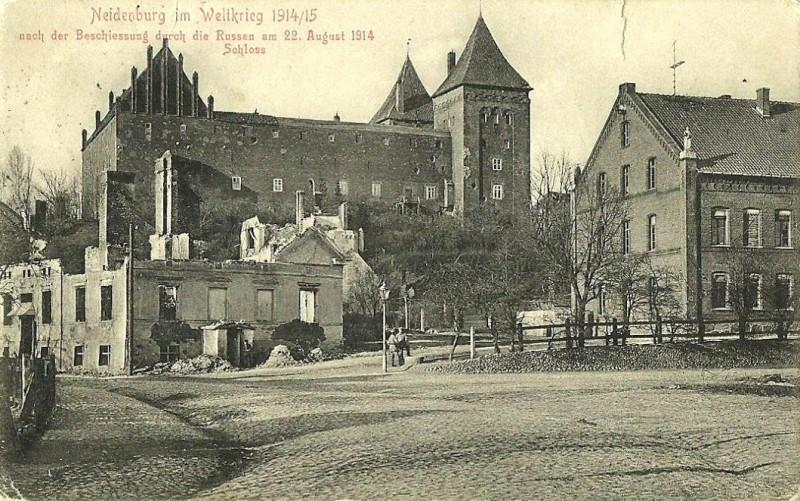 Neidenburg im Weltkrieg 1914/15
nach der Beschiessung durch die Russen am 22. August 1914
Schloss